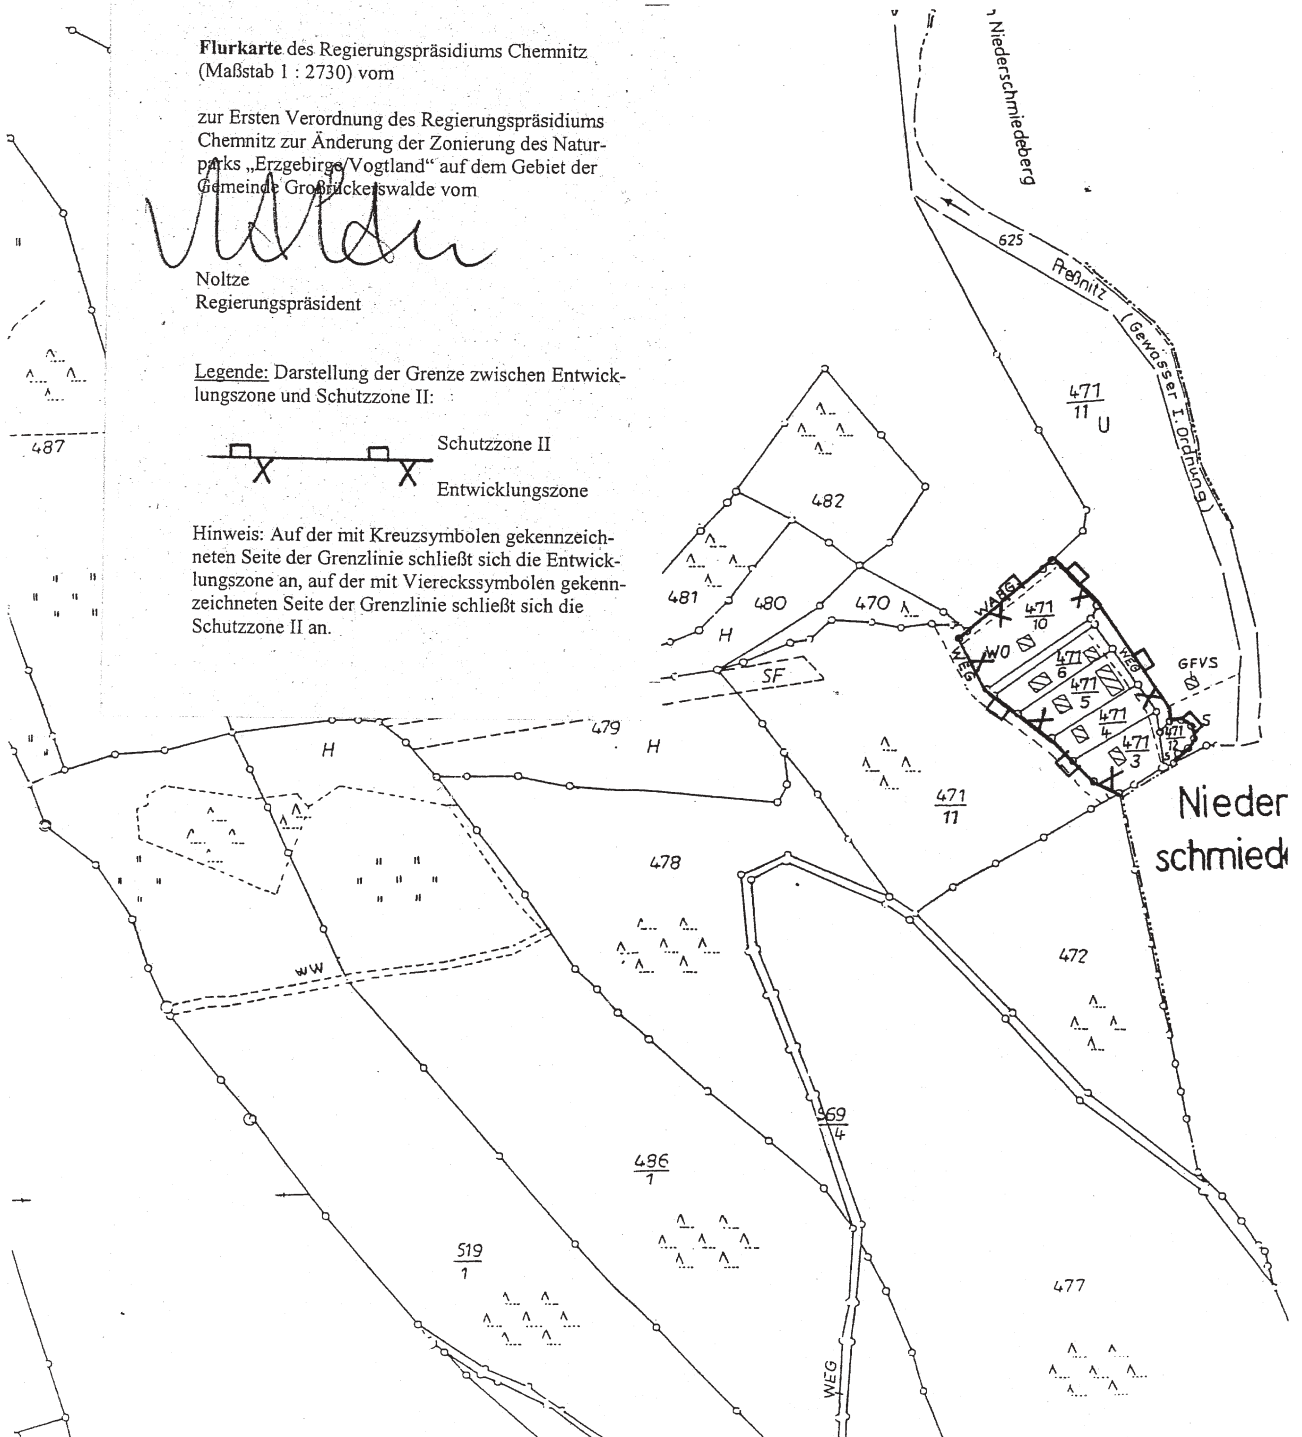 Flurkarte des Regierungspräsidiums Chemnitz
(Maßstab 1 : 2730) vom
zur Ersten Verordnung des Regierungspräsidiums
Chemnitz zur Änderung der Zonierung des Natur-
parks „Erzgebirge/Vogtland“ auf dem Gebiet der
Gemeinde Großrückerswalde vom
Noltze
Regierungspräsident
Legende: Darstellung der Grenze zwischen Entwick-
lungszone und Schutzzone II:
Schutzzone II
Entwicklungszone
Hinweis: Auf der mit Kreuzsymbolen gekennzeich-
neten Seite der Grenzlinie schließt sich die Entwick-
lungszone an, auf der mit Vierecksymbolen gekenn-
zeichneten Seite der Grenzlinie schließt sich die
Schutzzone II an.
Niederschmiedeberg
625
Preßnitz
(Gewässer I. Ordnung)
471/11
U
487
482
481
480
470
H
SF
479
H
H
WAEG
471/10
WO
WEG
471/6
WEG
471/5
471/4
471/3
471/12
S
S
GFVS
471/11
Nieder
schmied
478
472
WW
569/4
486/1
519/1
477
WEG